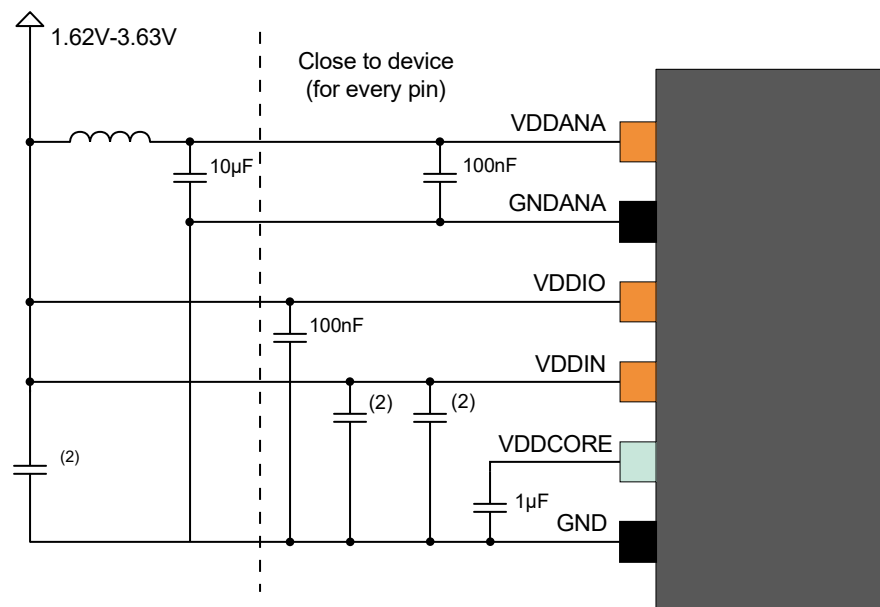 1.62V-3.63V
Close to device
(for every pin)
VDDANA
10µF
100nF
GNDANA
VDDIO
100nF
VDDIN
(2)
(2)
VDDCORE
(2)
1µF
GND